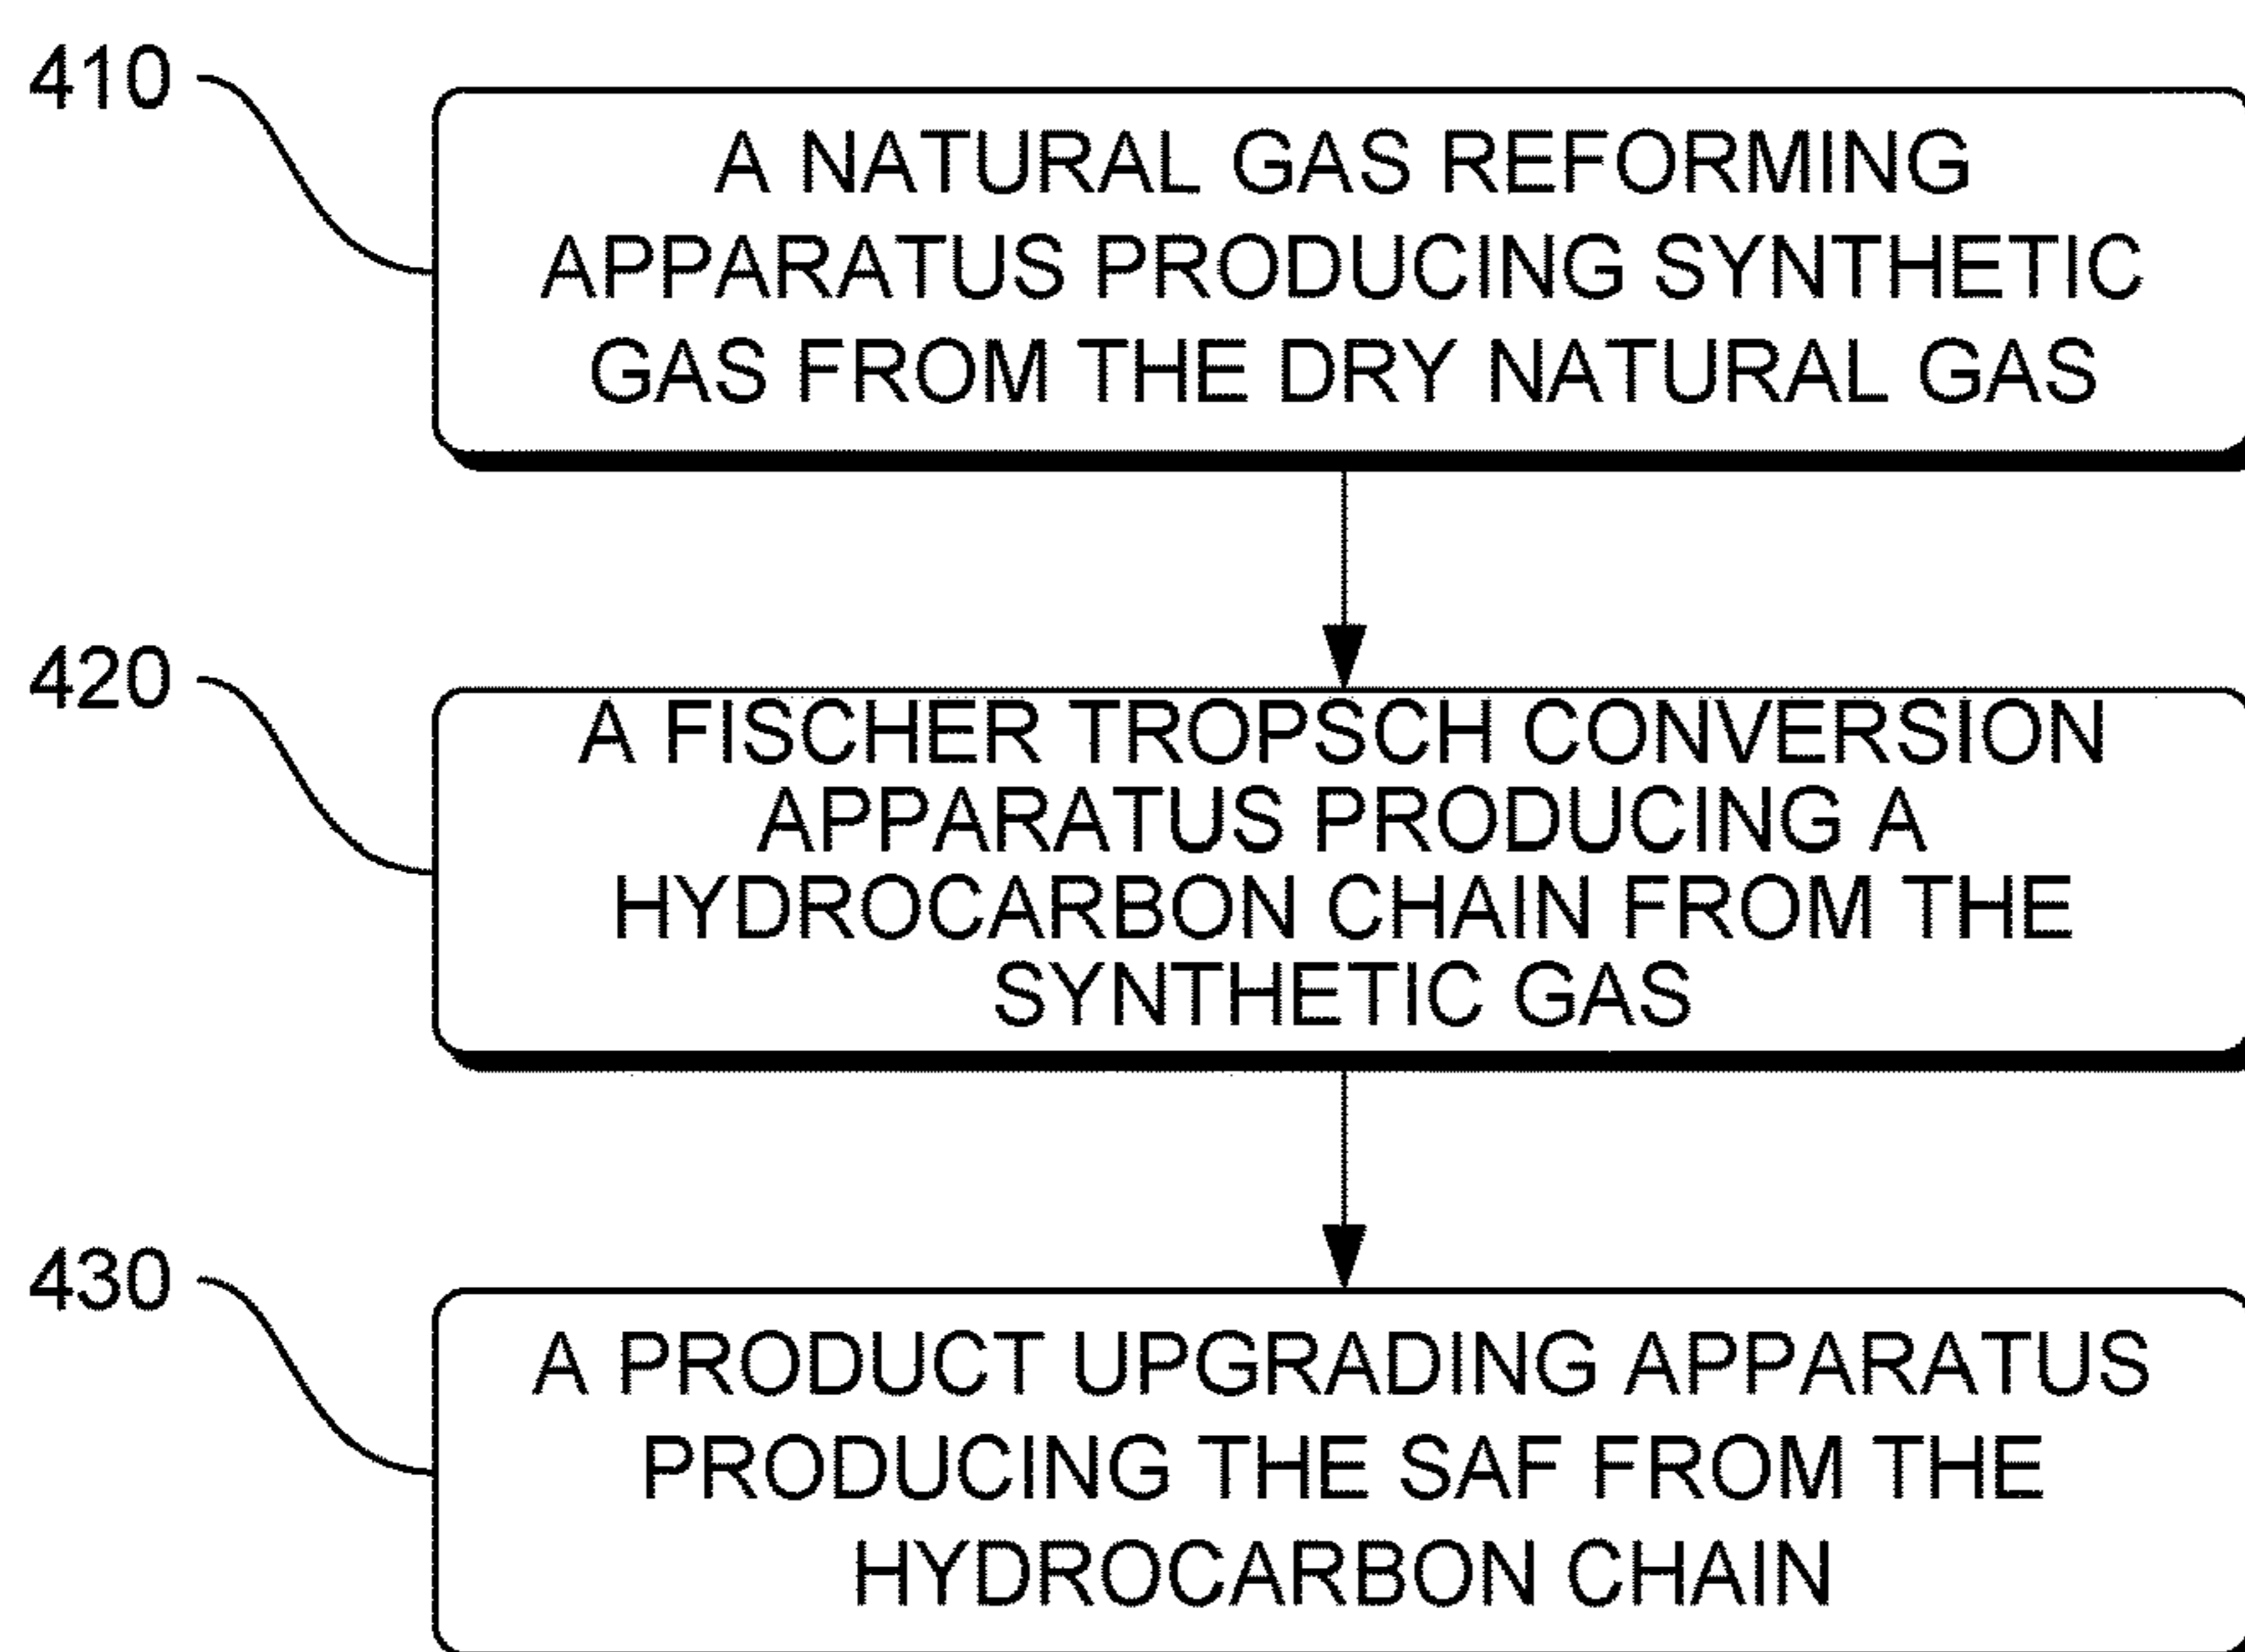 410
A NATURAL GAS REFORMING
APPARATUS PRODUCING SYNTHETIC
GAS FROM THE DRY NATURAL GAS
420
A FISCHER TROPSCH CONVERSION
APPARATUS PRODUCING A
HYDROCARBON CHAIN FROM THE
SYNTHETIC GAS
430
A PRODUCT UPGRADING APPARATUS
PRODUCING THE SAF FROM THE
HYDROCARBON CHAIN